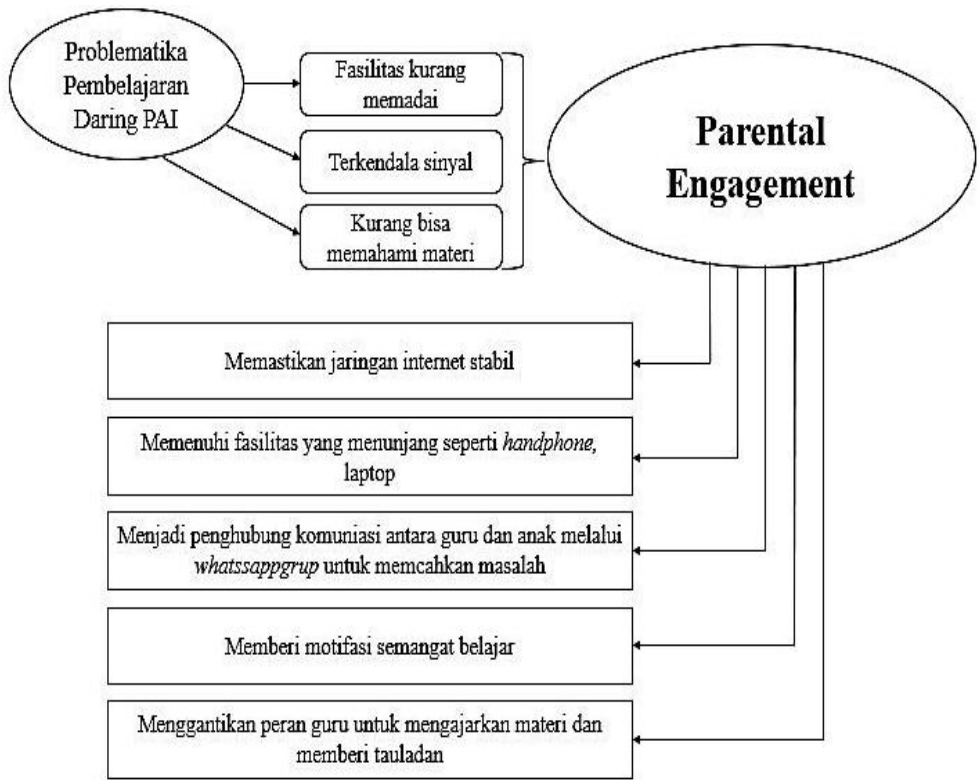 Problematika
Pembelajaran
Daring PAI
Fasilitas kurang
memadai
Terkendala sinyal
Kurang bisa
memahami materi
Parental
Engagement
Memastikan jaringan internet stabil
Memenuhi fasilitas yang menunjang seperti handphone,
laptop
Menjadi penghubung komuniasi antara guru dan anak melalui
whatssappgrup untuk memcahkan masalah
Memberi motifasi semangat belajar
Menggantikan peran guru untuk mengajarkan materi dan
memberi tauladan